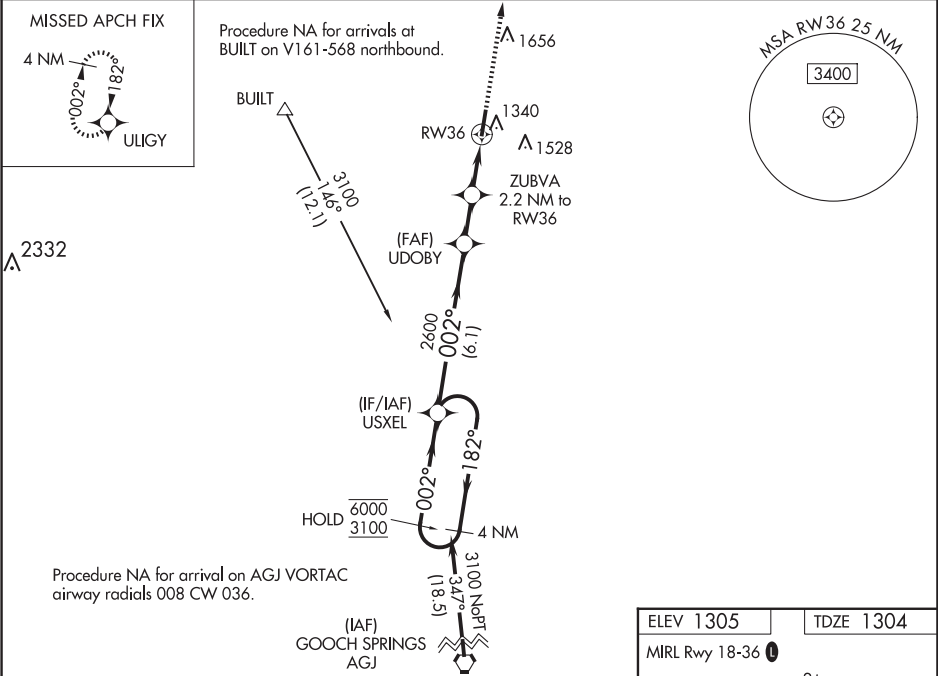 MISSED APCH FIX
4 NM
002°
182°
ULIGY
Procedure NA for arrivals at
BUILT on V161-568 northbound.
1656
MSA RW36 25 NM
3400
BUILT
RW36
1340
1528
3100
146°
(12.1)
ZUBVA
2.2 NM to
RW36
2332
(FAF)
UDOBY
2600
002°
(6.1)
(IF/IAF)
USXEL
002°
182°
HOLD
6000
3100
4 NM
3100 NoPT
347°
(18.5)
Procedure NA for arrival on AGJ VORTAC
airway radials 008 CW 036.
(IAF)
GOOCH SPRINGS
AGJ
ELEV 1305
TDZE 1304
MIRL Rwy 18-36 L